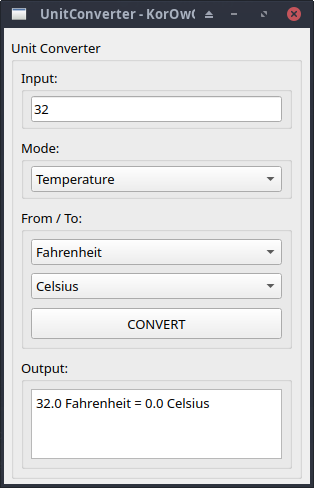 UnitConverter - KorOwO
Unit Converter
Input:
32
Mode:
Temperature
From / To:
Fahrenheit
Celsius
CONVERT
Output:
32.0 Fahrenheit = 0.0 Celsius